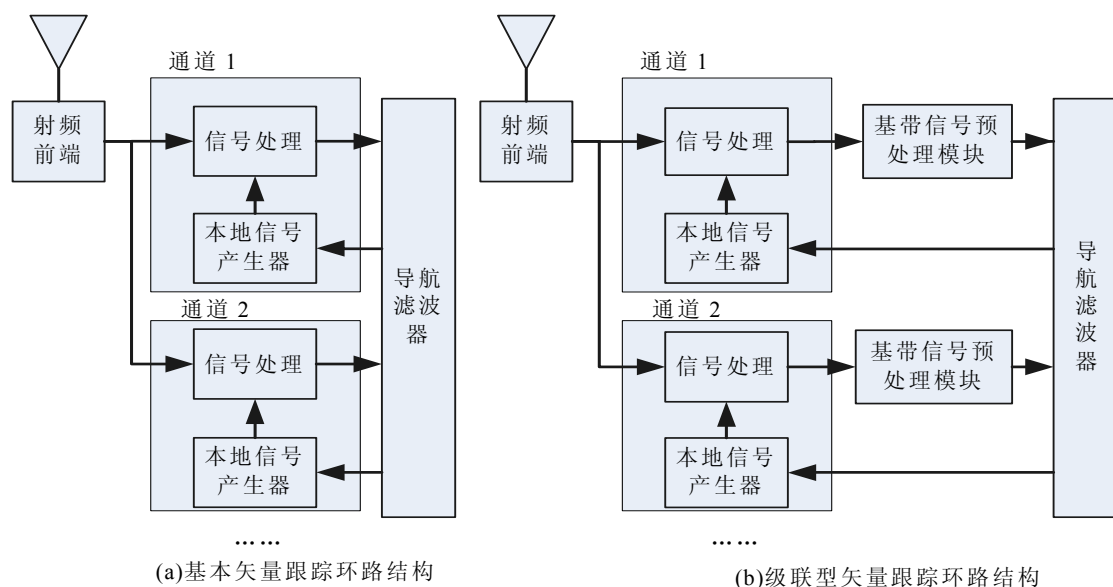 通道 1
射频
前端
信号处理
本地信号
产生器
通道 2
信号处理
本地信号
产生器
导航
滤波
器
……
(a)基本矢量跟踪环路结构
通道 1
射频
前端
信号处理
基带信号预
处理模块
本地信号
产生器
通道 2
信号处理
基带信号预
处理模块
本地信号
产生器
导
航
滤
波
器
……
(b)级联型矢量跟踪环路结构